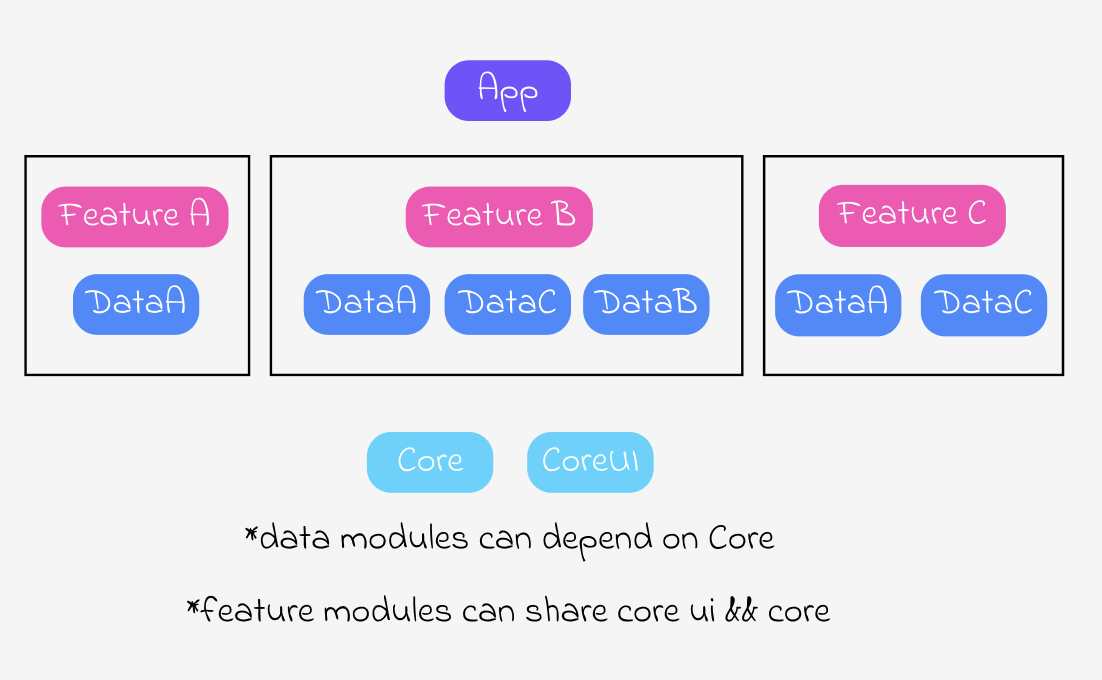 App
Feature A
Feature B
Feature C
DataA
DataA
DataC
DataB
DataA
DataC
Core
CoreUI
*data modules can depend on Core
*feature modules can share core ui && core